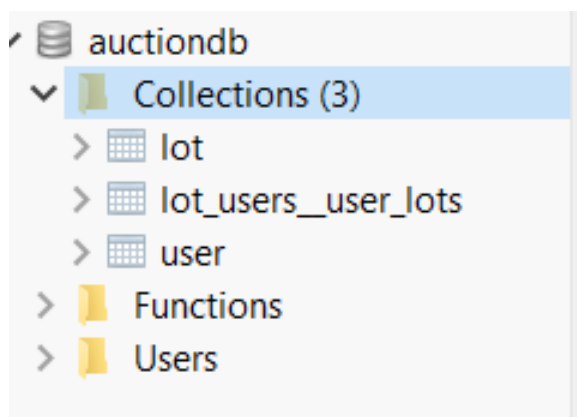 auctiondb
Collections (3)
lot
lot_users__user_lots
user
Functions
Users